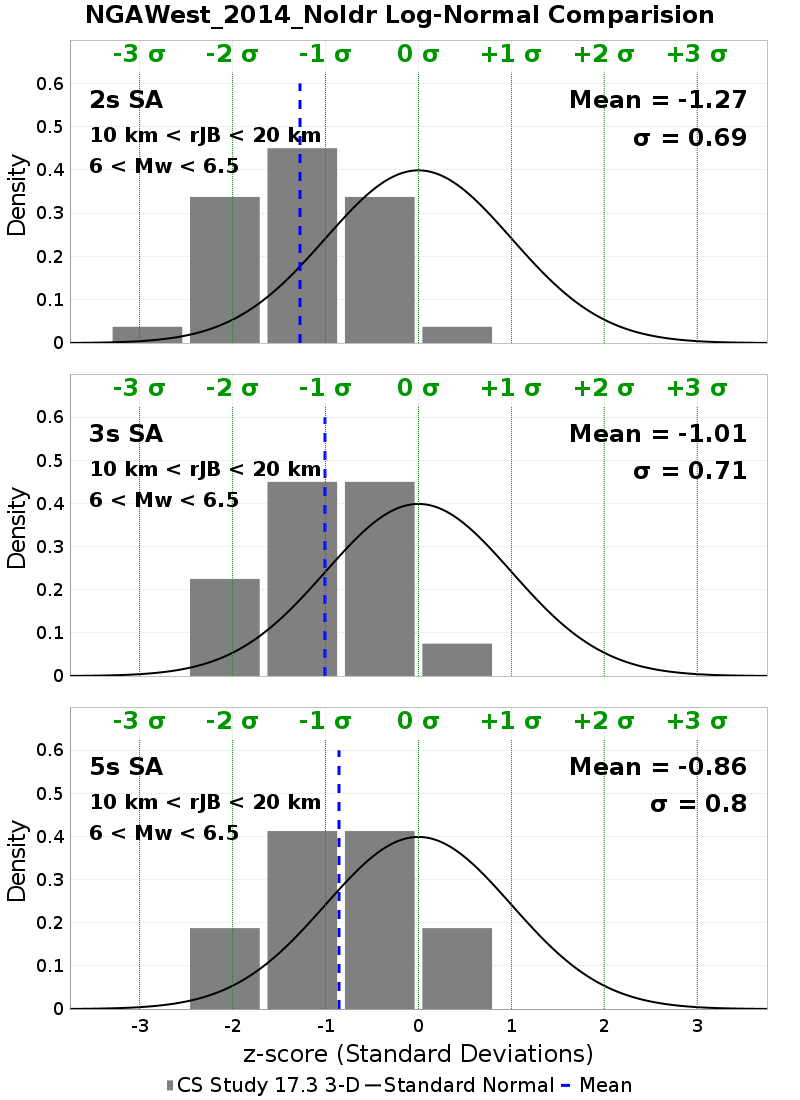 NGAWest_2014_NoIdr Log-Normal Comparision
-3 σ -2 σ -1 σ 0 σ +1 σ +2 σ +3 σ
2s SA
Mean = -1.27
10 km < rJB < 20 km
σ = 0.69
6 < Mw < 6.5
Density
0.6
0.5
0.4
0.3
0.2
0.1
0
-3 σ -2 σ -1 σ 0 σ +1 σ +2 σ +3 σ
3s SA
Mean = -1.01
10 km < rJB < 20 km
σ = 0.71
6 < Mw < 6.5
Density
0.6
0.5
0.4
0.3
0.2
0.1
0
-3 σ -2 σ -1 σ 0 σ +1 σ +2 σ +3 σ
5s SA
Mean = -0.86
10 km < rJB < 20 km
σ = 0.8
6 < Mw < 6.5
Density
0.6
0.5
0.4
0.3
0.2
0.1
0
-3 -2 -1 0 1 2 3
z-score (Standard Deviations)
CS Study 17.3 3-D Standard Normal Mean